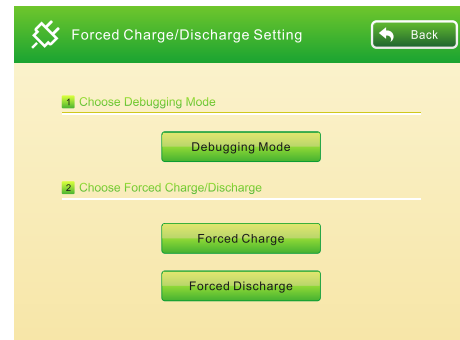 Forced Charge/Discharge Setting
Back
1 Choose Debugging Mode
Debugging Mode
2 Choose Forced Charge/Discharge
Forced Charge
Forced Discharge